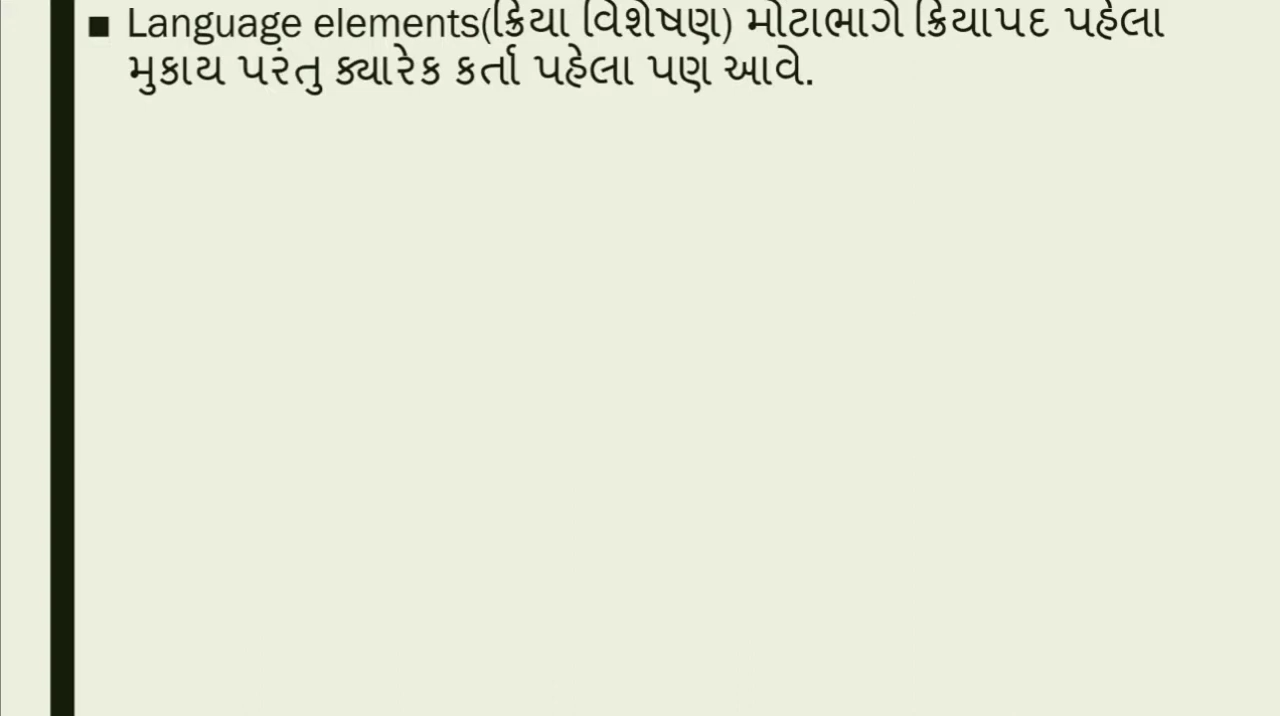 ■ Language elements(ક્રિયા વિશેષણ) મોટાભાગે ક્રિયાપદ પહેલા
મુકાય પરંતુ ક્યારેક કર્તા પહેલા પણ આવે.